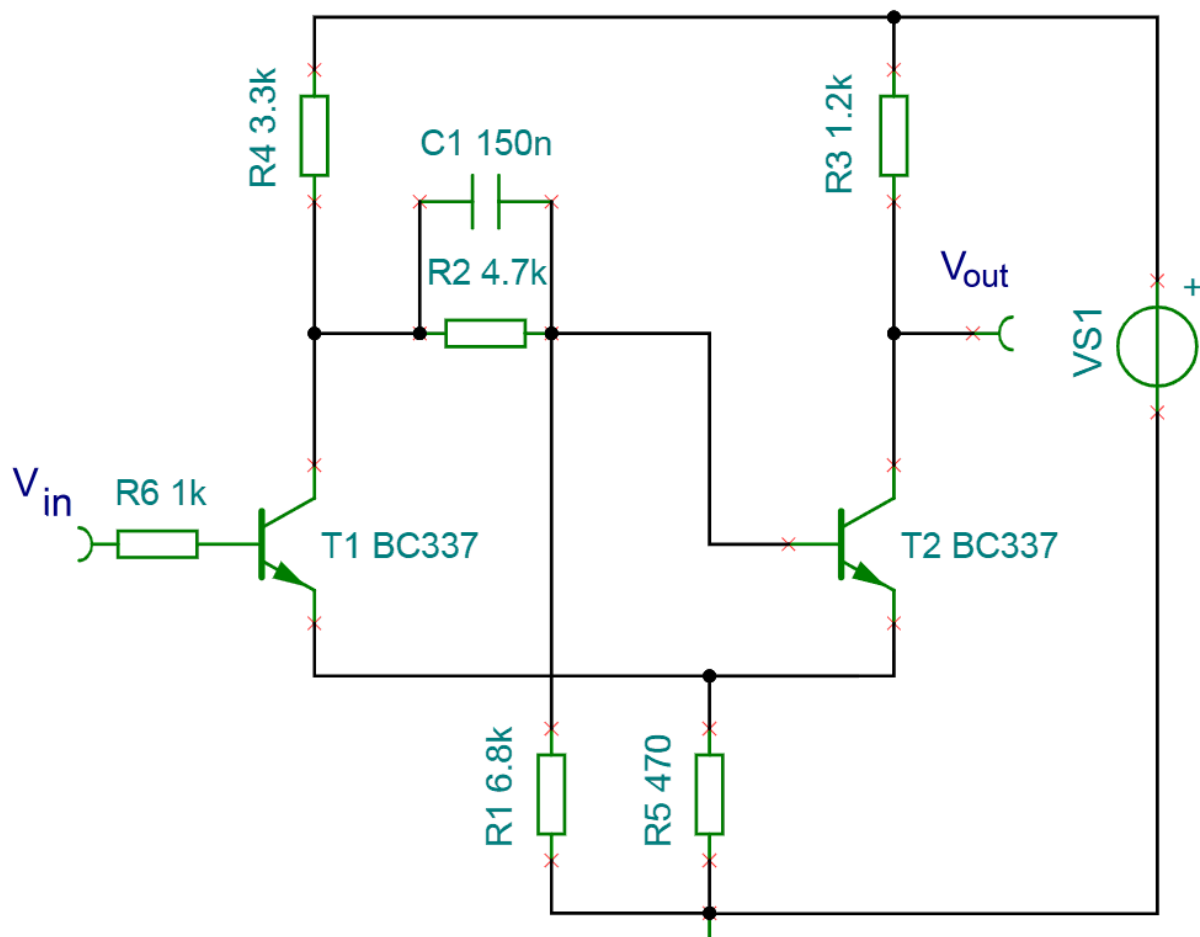 R4 3.3k
C1 150n
R3 1.2k
R2 4.7k
Vout
VS1
+
Vin
R6 1k
T1 BC337
T2 BC337
R1 6.8k
R5 470